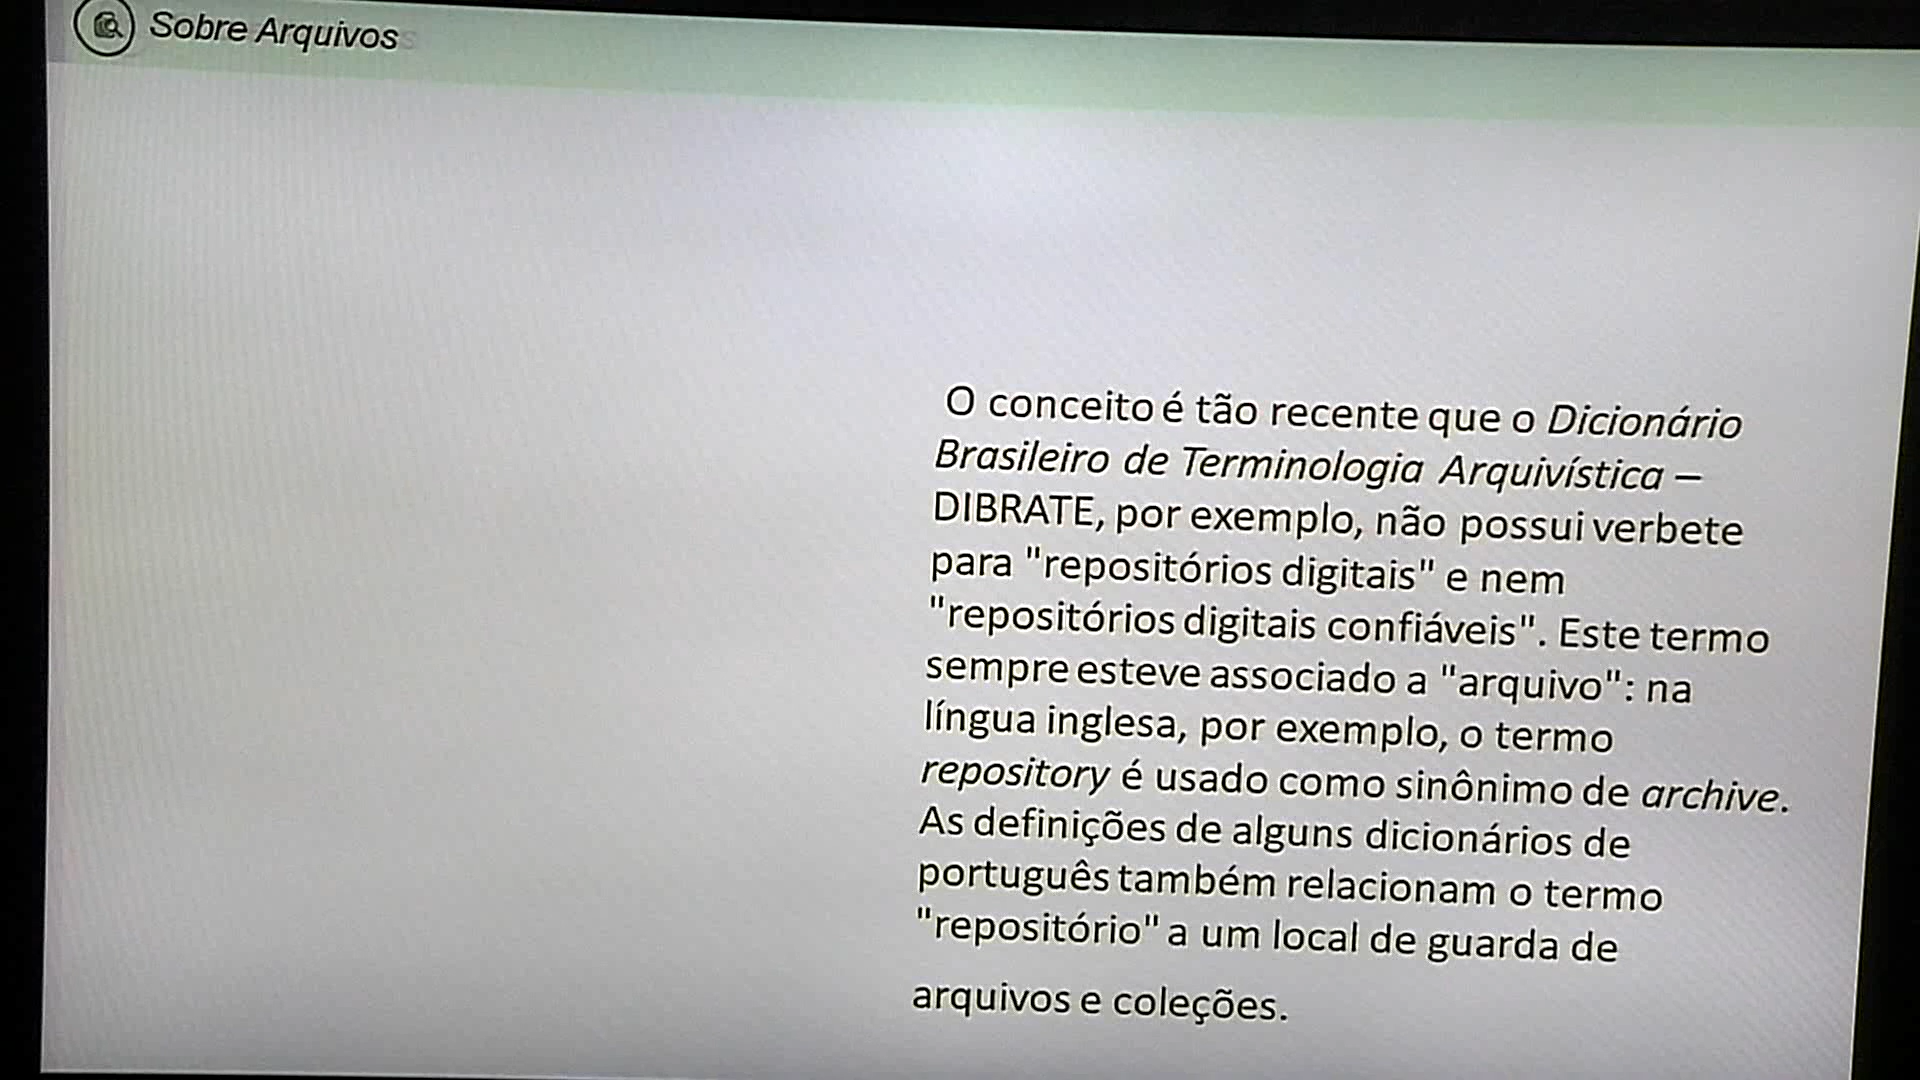 Sobre Arquivos
O conceito é tão recente que o Dicionário
Brasileiro de Terminologia Arquivística –
DIBRATE, por exemplo, não possui verbete
para "repositórios digitais" e nem
"repositórios digitais confiáveis". Este termo
sempre esteve associado a "arquivo": na
língua inglesa, por exemplo, o termo
repository é usado como sinônimo de archive.
As definições de alguns dicionários de
português também relacionam o termo
"repositório" a um local de guarda de
arquivos e coleções.